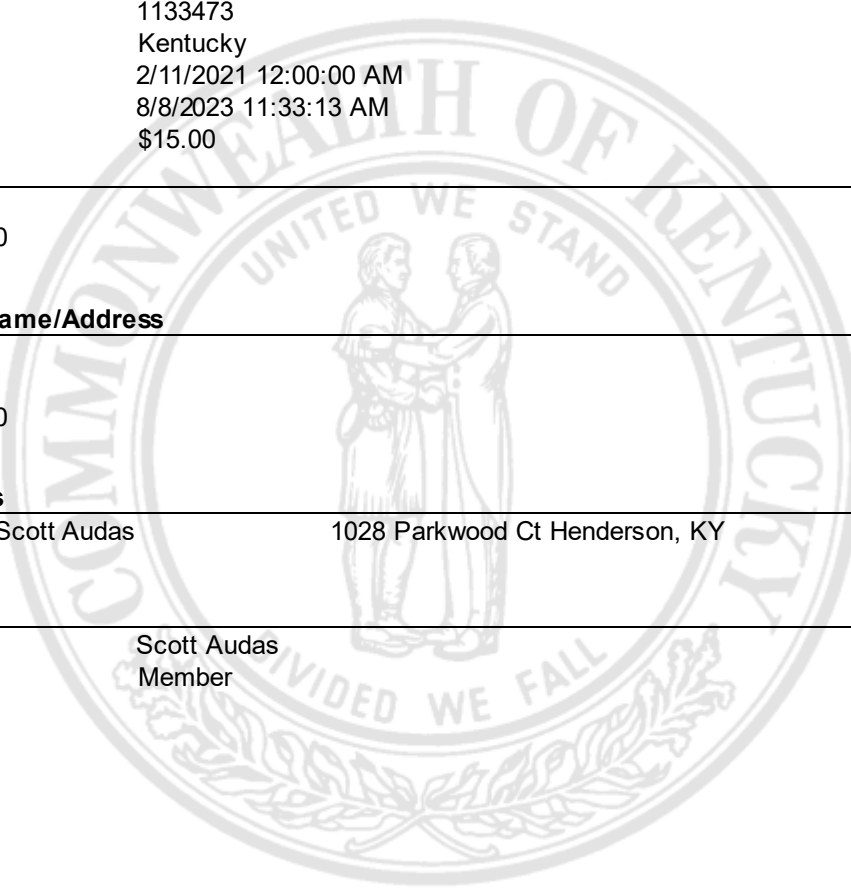 1133473
Kentucky
2/11/2021 12:00:00 AM
8/8/2023 11:33:13 AM
$15.00
COMMONWEALTH OF KENTUCKY
UNITED WE STAND
0
ame/Address
0
s
Scott Audas 1028 Parkwood Ct Henderson, KY
Scott Audas
Member
DIVIDED WE FALL